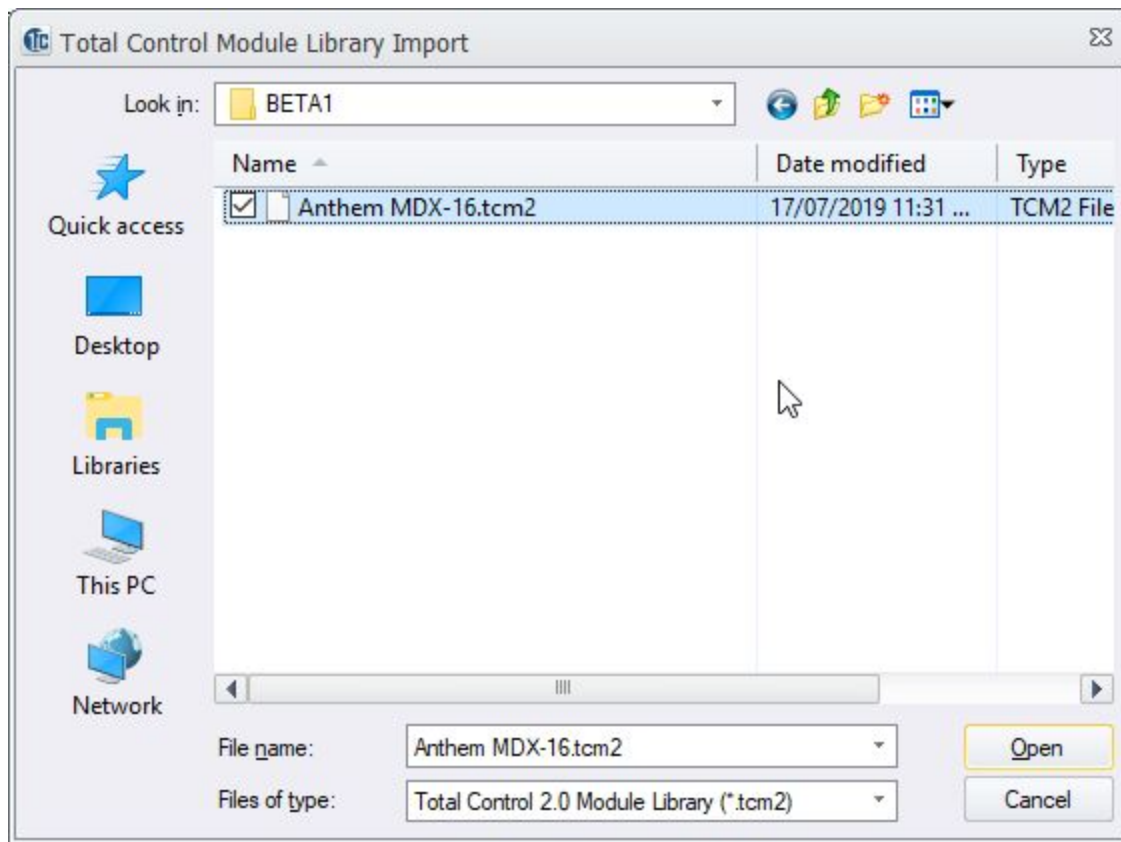 TC Total Control Module Library Import
Look in: BETA1
Name Date modified Type
Anthem MDX-16.tcm2 17/07/2019 11:31 ... TCM2 File
Quick access
Desktop
Libraries
This PC
Network
File name: Anthem MDX-16.tcm2 Open
Files of type: Total Control 2.0 Module Library (*.tcm2) Cancel